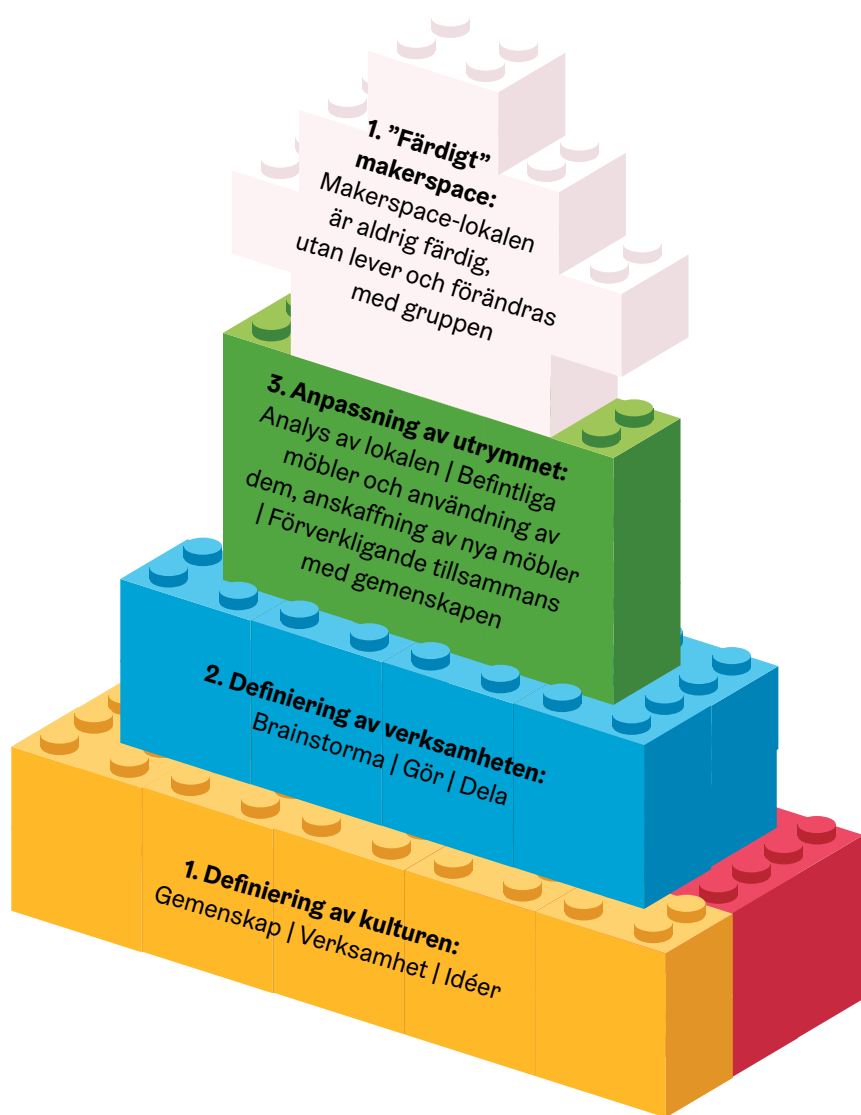 1. ”Färdigt”
makerspace:
Makerspace-lokalen
är aldrig färdig,
utan lever och förändras
med gruppen
3. Anpassning av utrymmet:
Analys av lokalen | Befintliga
möbler och användning av
dem, anskaffning av nya möbler
| Förverkligande tillsammans
med gemenskapen
2. Definiering av verksamheten:
Brainstorma | Gör | Dela
1. Definiering av kulturen:
Gemenskap | Verksamhet | Idéer